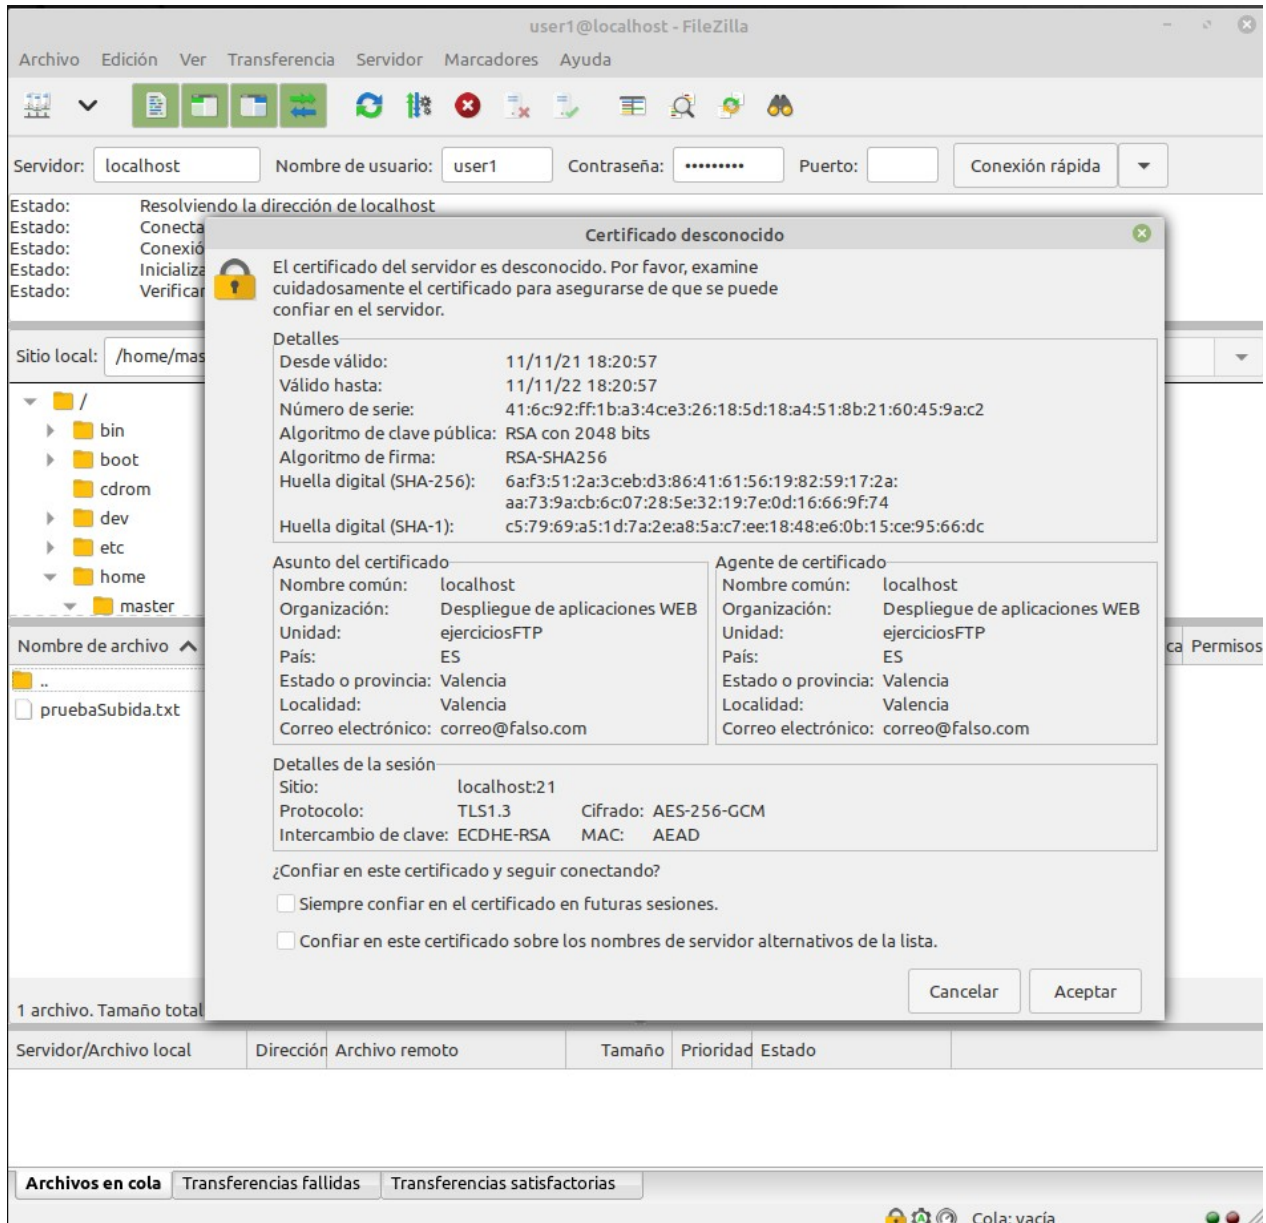 user1@localhost - FileZilla
Archivo Edición Ver Transferencia Servidor Marcadores Ayuda
Servidor: localhost Nombre de usuario: user1 Contraseña: ••••••••• Puerto: Conexión rápida
Estado: Resolviendo la dirección de localhost
Estado: Conecta
Estado: Conexió
Estado: Inicializa
Estado: Verificar
Certificado desconocido
El certificado del servidor es desconocido. Por favor, examine
cuidadosamente el certificado para asegurarse de que se puede
confiar en el servidor.
Detalles
Desde válido: 11/11/21 18:20:57
Válido hasta: 11/11/22 18:20:57
Número de serie: 41:6c:92:ff:1b:a3:4c:e3:26:18:5d:18:a4:51:8b:21:60:45:9a:c2
Algoritmo de clave pública: RSA con 2048 bits
Algoritmo de firma: RSA-SHA256
Huella digital (SHA-256): 6a:f3:51:2a:3c:eb:d3:86:41:61:56:19:82:59:17:2a:
aa:73:9a:cb:6c:07:28:5e:32:19:7e:0d:16:66:9f:74
Huella digital (SHA-1): c5:79:69:a5:1d:7a:2e:a8:5a:c7:ee:18:48:e6:0b:15:ce:95:66:dc
Asunto del certificado
Nombre común: localhost
Organización: Despliegue de aplicaciones WEB
Unidad: ejerciciosFTP
País: ES
Estado o provincia: Valencia
Localidad: Valencia
Correo electrónico: correo@falso.com
Agente de certificado
Nombre común: localhost
Organización: Despliegue de aplicaciones WEB
Unidad: ejerciciosFTP
País: ES
Estado o provincia: Valencia
Localidad: Valencia
Correo electrónico: correo@falso.com
Detalles de la sesión
Sitio: localhost:21
Protocolo: TLS1.3 Cifrado: AES-256-GCM
Intercambio de clave: ECDHE-RSA MAC: AEAD
¿Confiar en este certificado y seguir conectando?
Siempre confiar en el certificado en futuras sesiones.
Confiar en este certificado sobre los nombres de servidor alternativos de la lista.
Cancelar Aceptar
Sitio local: /home/mas
/
bin
boot
cdrom
dev
etc
home
master
Nombre de archivo ca Permisos
..
pruebaSubida.txt
1 archivo. Tamaño total
Servidor/Archivo local Dirección Archivo remoto Tamaño Prioridad Estado
Archivos en cola Transferencias fallidas Transferencias satisfactorias
Cola: vacía